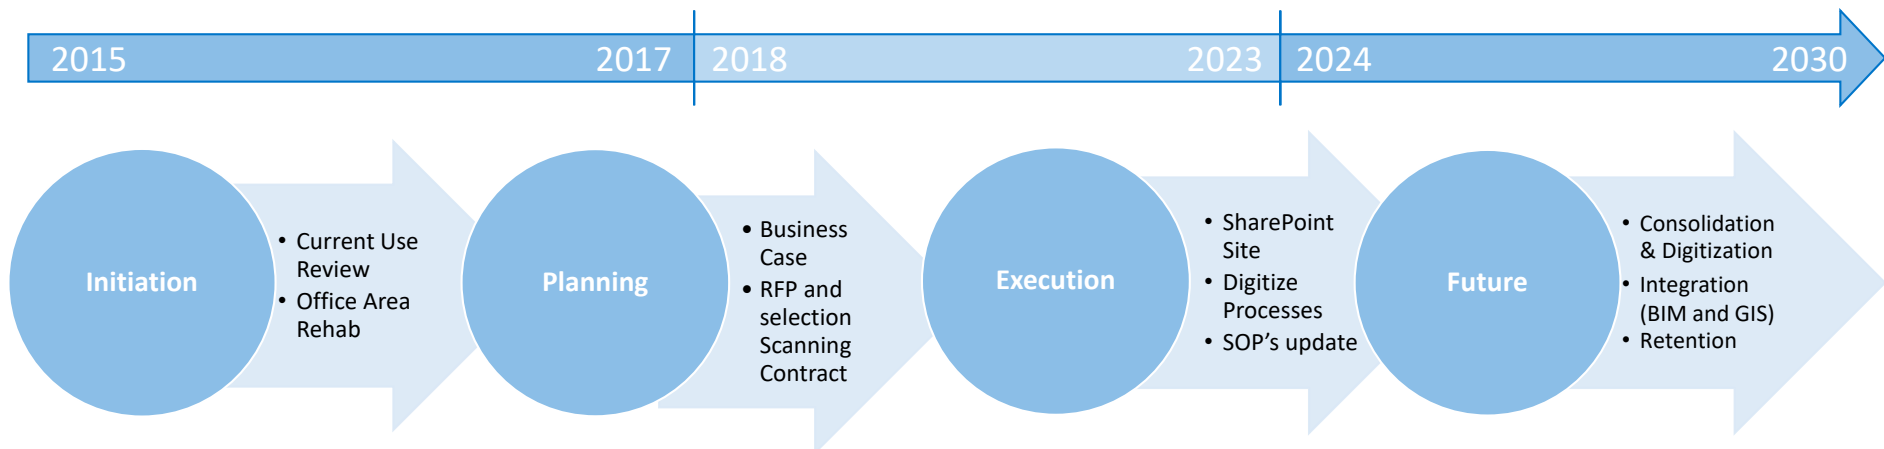 2015 2017 2018 2023 2024 2030
Initiation
• Current Use
Review
• Office Area
Rehab
Planning
• Business
Case
• RFP and
selection
Scanning
Contract
Execution
• SharePoint
Site
• Digitize
Processes
• SOP’s update
Future
• Consolidation
& Digitization
• Integration
(BIM and GIS)
• Retention